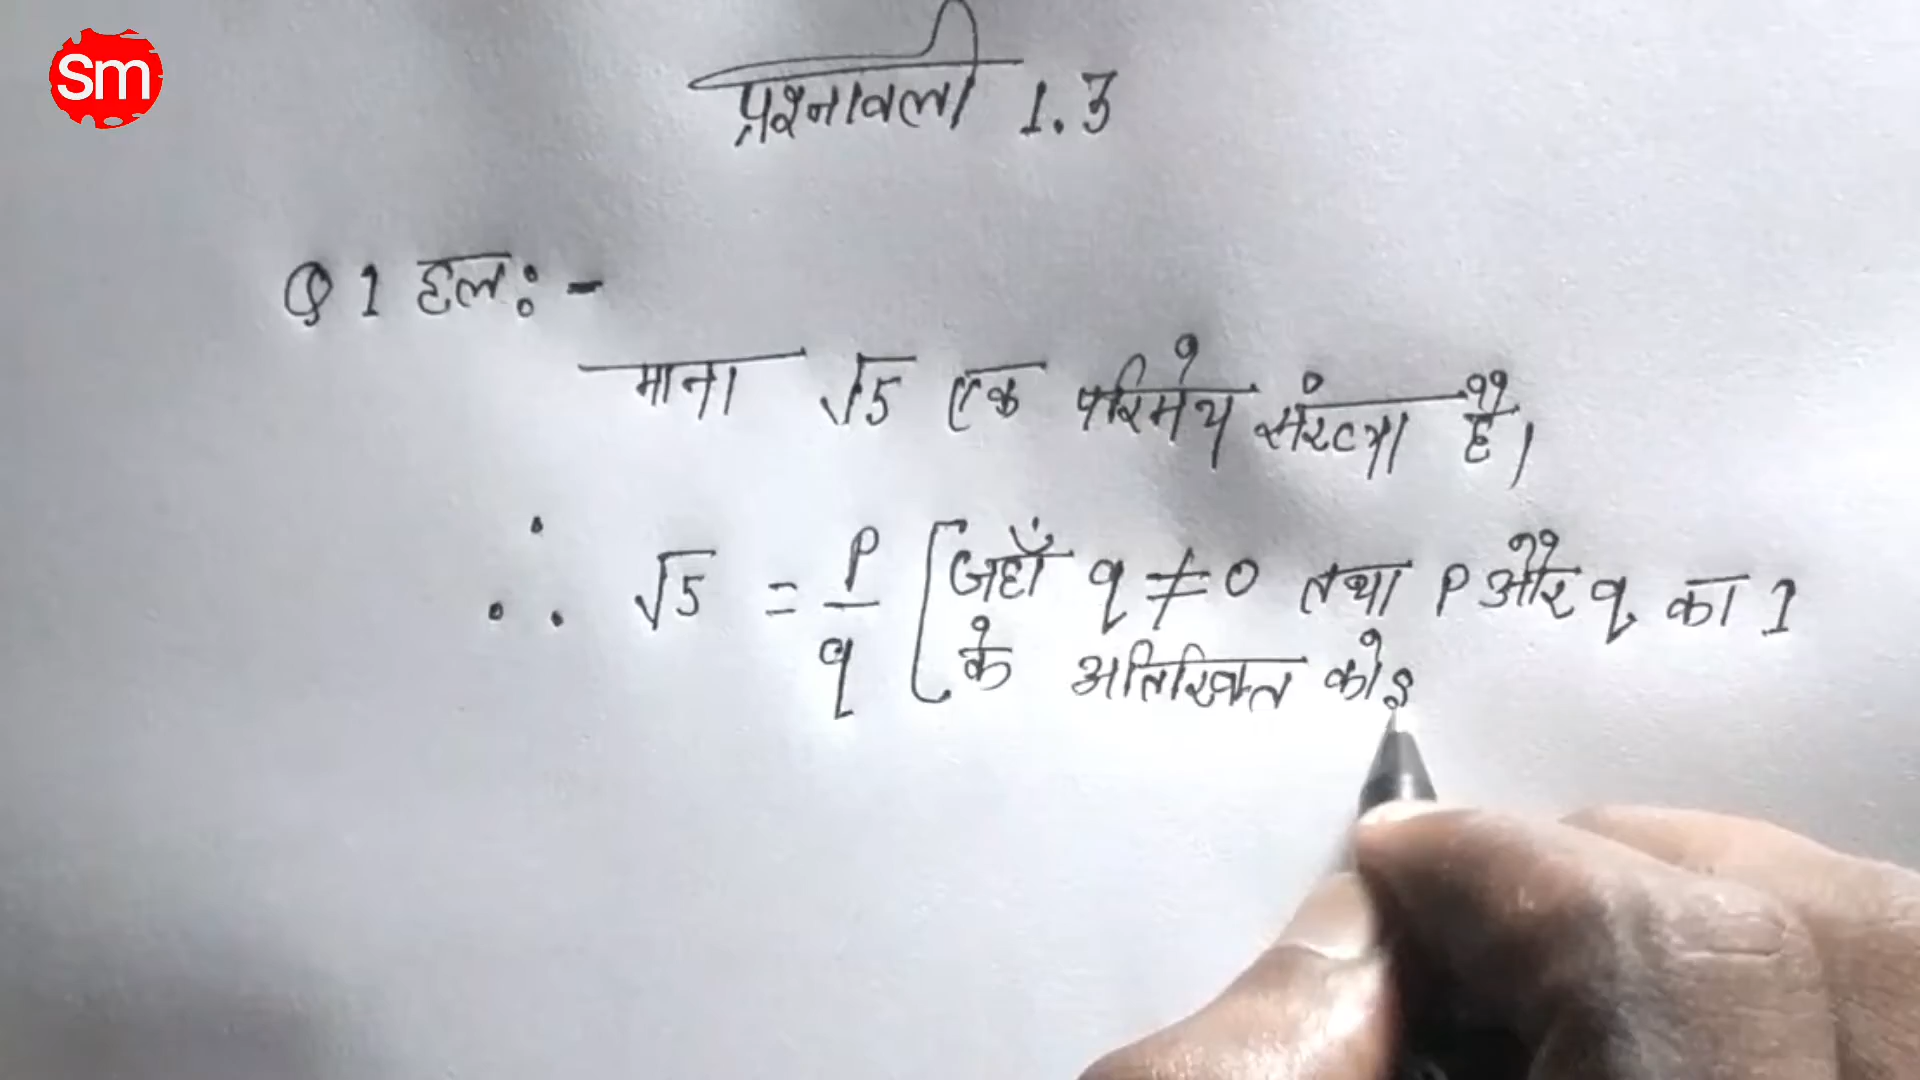 Sm
प्रश्नावली 1.3
Q 1 हल: -
माना √5 एक परिमेय संख्या है।
∴ √5 = p/q [जहाँ q ≠ 0 तथा p और q का 1
के अतिरिक्त कोइ